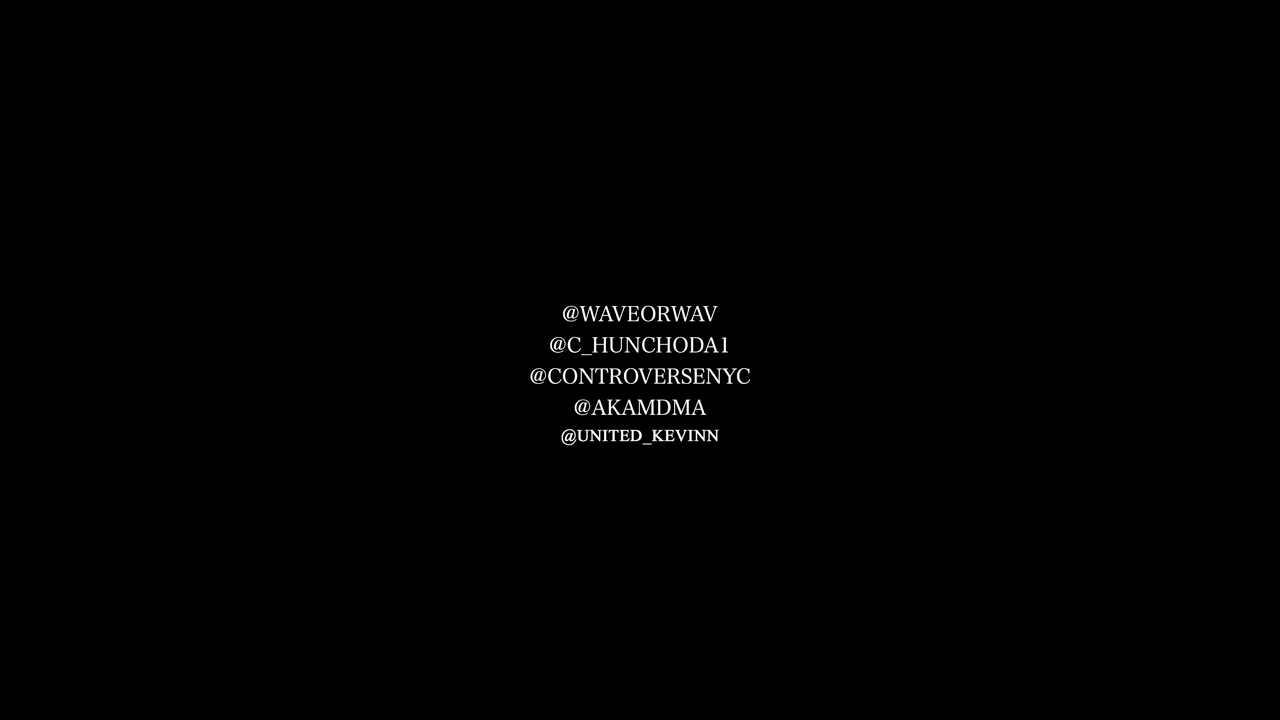 @WAVEORWAV
@C_HUNCHODA1
@CONTROVERSENYC
@AKAMDMA
@UNITED_KEVINN